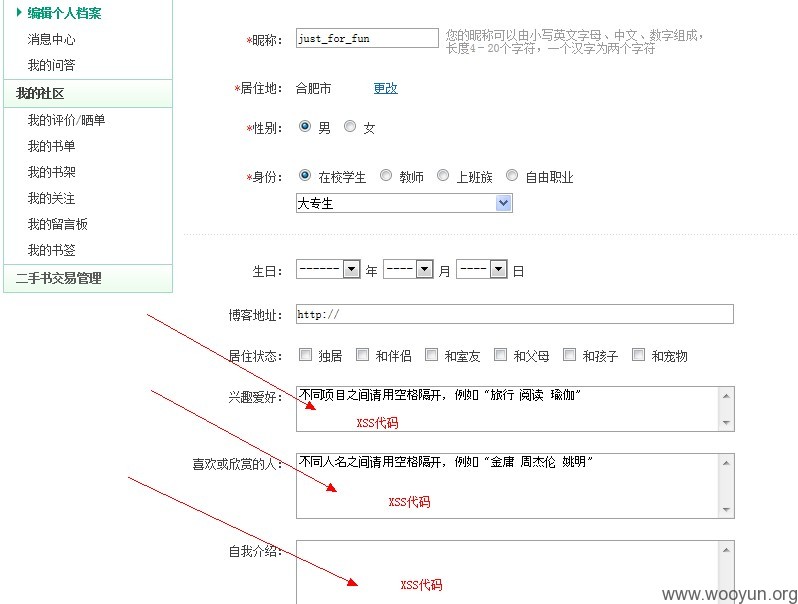 编辑个人档案
消息中心
我的问答
我的社区
我的评价/晒单
我的书单
我的书架
我的关注
我的留言板
我的书签
二手书交易管理
*昵称： just_for_fun 您的昵称可以由小写英文字母、中文、数字组成，
长度4－20个字符，一个汉字为两个字符
*居住地： 合肥市 更改
*性别： 男 女
*身份： 在校学生 教师 上班族 自由职业
大专生
生日： ------ 年 ---- 月 ---- 日
博客地址： http://
居住状态： 独居 和伴侣 和室友 和父母 和孩子 和宠物
兴趣爱好： 不同项目之间请用空格隔开，例如“旅行 阅读 瑜伽”
XSS代码
喜欢或欣赏的人： 不同人名之间请用空格隔开，例如“金庸 周杰伦 姚明”
XSS代码
自我介绍：
XSS代码
www.wooyun.org